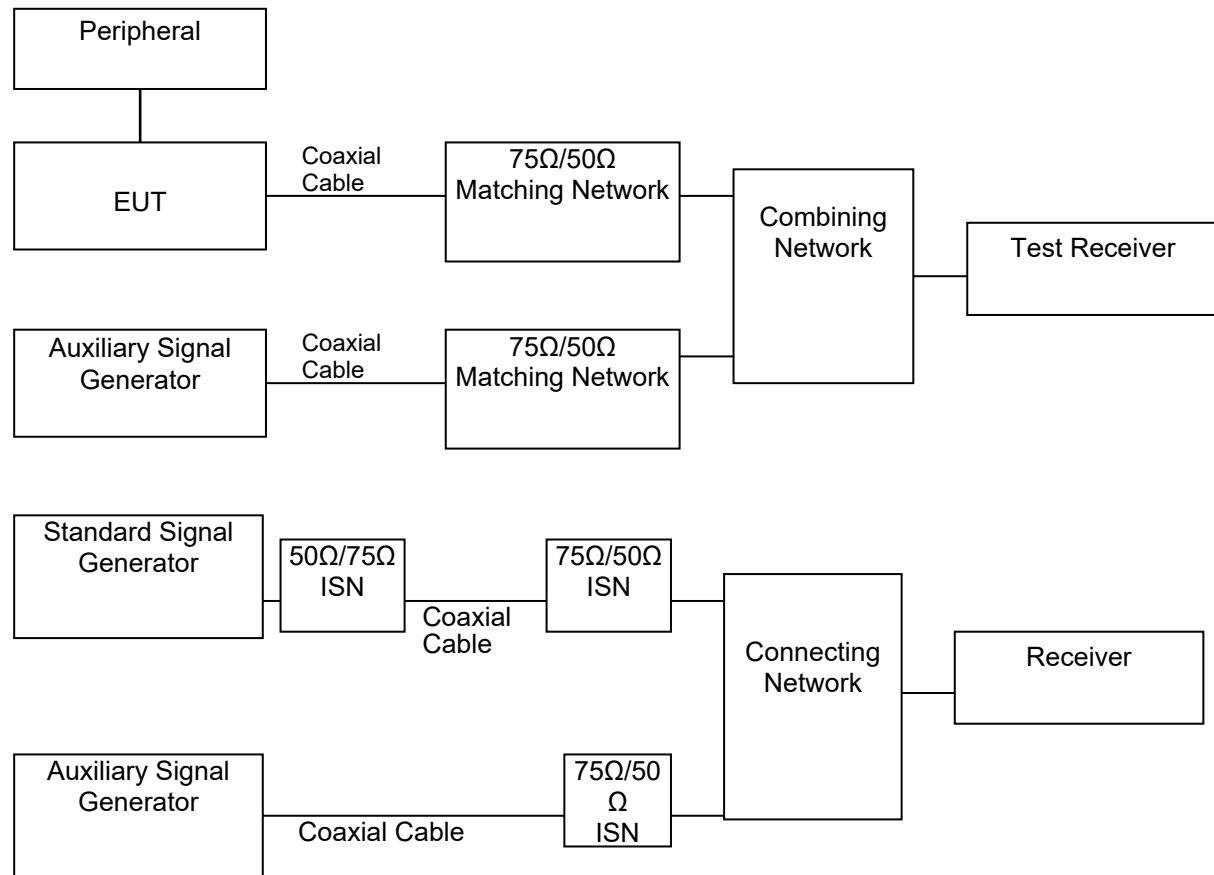 Peripheral
EUT
Coaxial
Cable
75Ω/50Ω
Matching Network
Combining
Network
Test Receiver
Auxiliary Signal
Generator
Coaxial
Cable
75Ω/50Ω
Matching Network
Standard Signal
Generator
50Ω/75Ω
ISN
Coaxial
Cable
75Ω/50Ω
ISN
Connecting
Network
Receiver
Auxiliary Signal
Generator
Coaxial Cable
75Ω/50
Ω
ISN